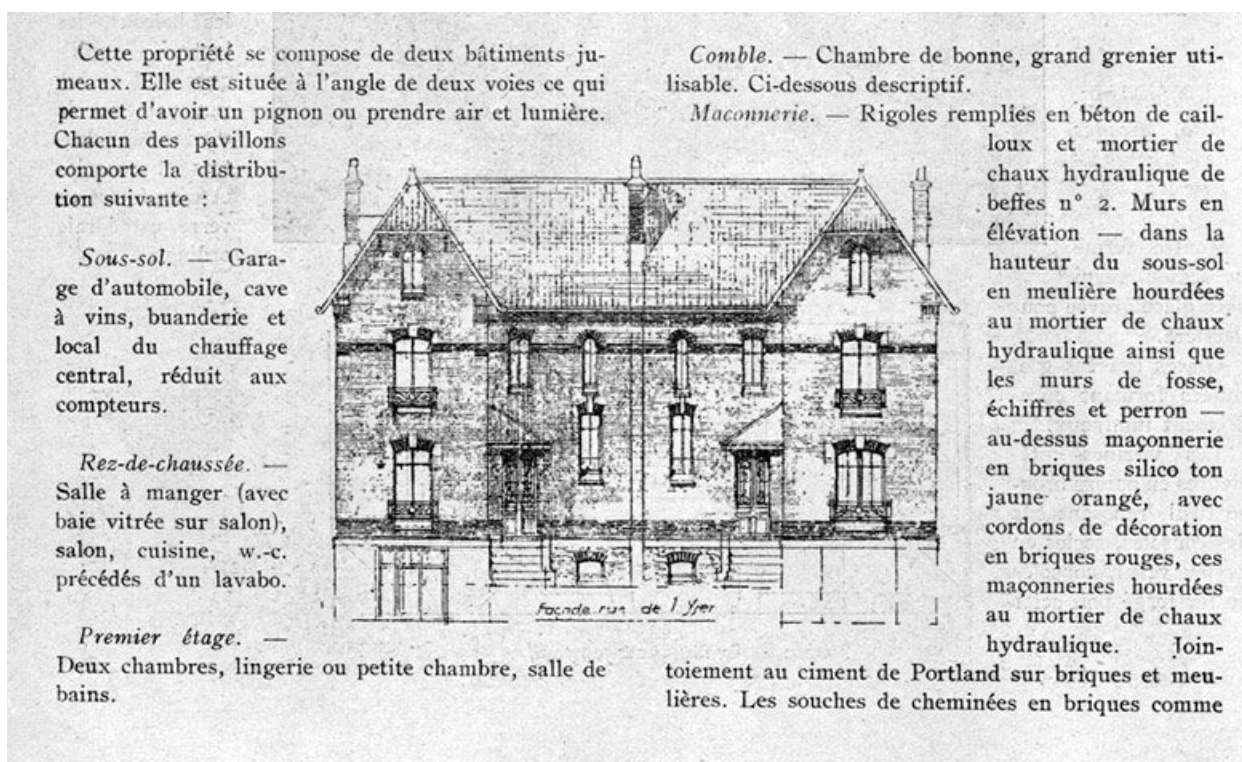 Cette propriété se compose de deux bâtiments ju-
meaux. Elle est située à l'angle de deux voies ce qui
permet d'avoir un pignon ou prendre air et lumière.
Chacun des pavillons
comporte la distribu-
tion suivante :
Sous-sol. — Gara-
ge d'automobile, cave
à vins, buanderie et
local du chauffage
central, réduit aux
compteurs.
Rez-de-chaussée. —
Salle à manger (avec
baie vitrée sur salon),
salon, cuisine, w.-c.
précédés d'un lavabo.
Premier étage. —
Deux chambres, lingerie ou petite chambre, salle de
bains.
Façade rue de l'Yser
Comble. — Chambre de bonne, grand grenier uti-
lisable. Ci-dessous descriptif.
Maconnerie. — Rigoles remplies en béton de cail-
loux et mortier de
chaux hydraulique de
beffes n° 2. Murs en
élévation — dans la
hauteur du sous-sol
en meulière hourdées
au mortier de chaux
hydraulique ainsi que
les murs de fosse,
échiffres et perron —
au-dessus maçonnerie
en briques silico ton
jaune orangé, avec
cordons de décoration
en briques rouges, ces
maçonneries hourdées
au mortier de chaux
hydraulique. Join-
toiement au ciment de Portland sur briques et meu-
lières. Les souches de cheminées en briques comme